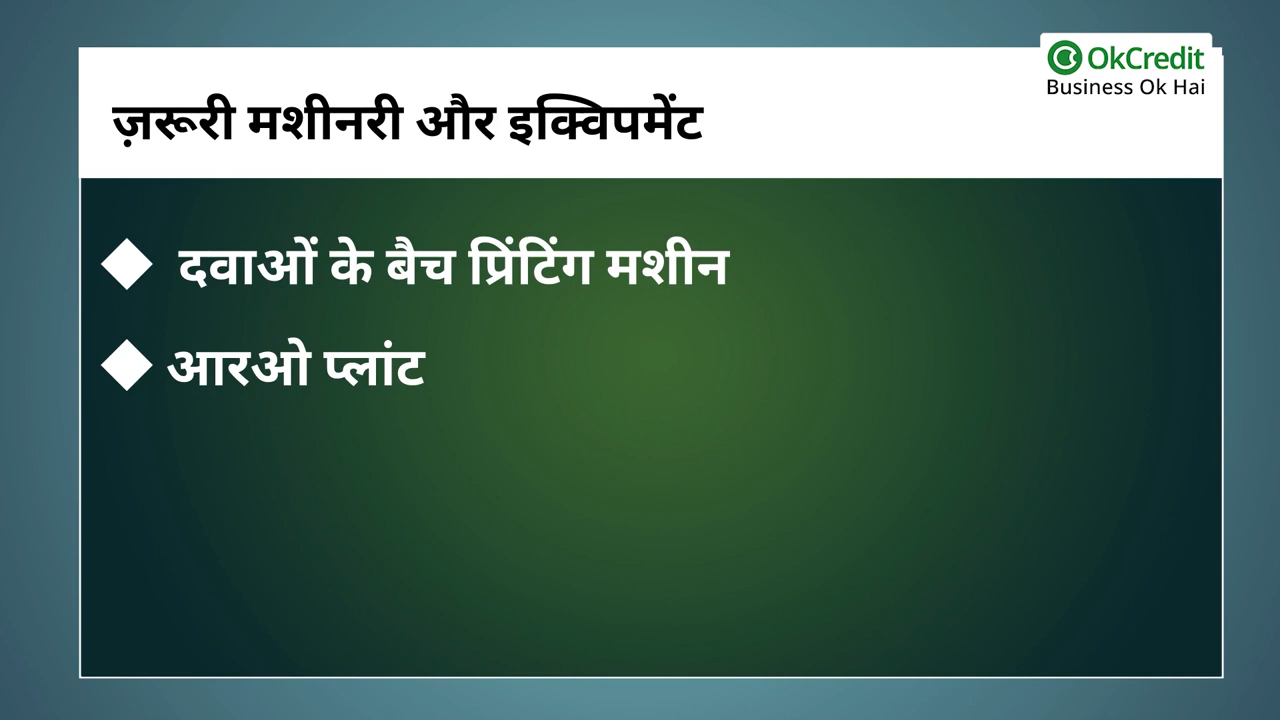 OkCredit
Business Ok Hai
ज़रूरी मशीनरी और इक्विपमेंट
दवाओं के बैच प्रिंटिंग मशीन
आरओ प्लांट